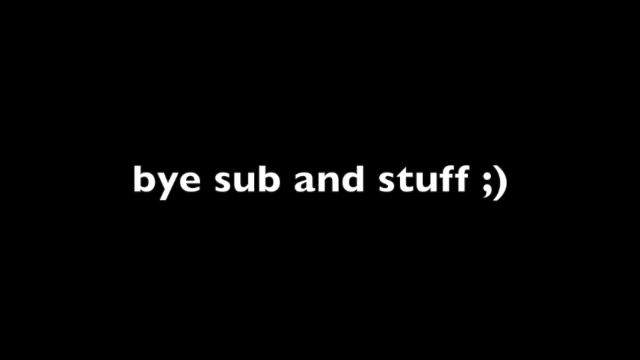 bye sub and stuff ;)